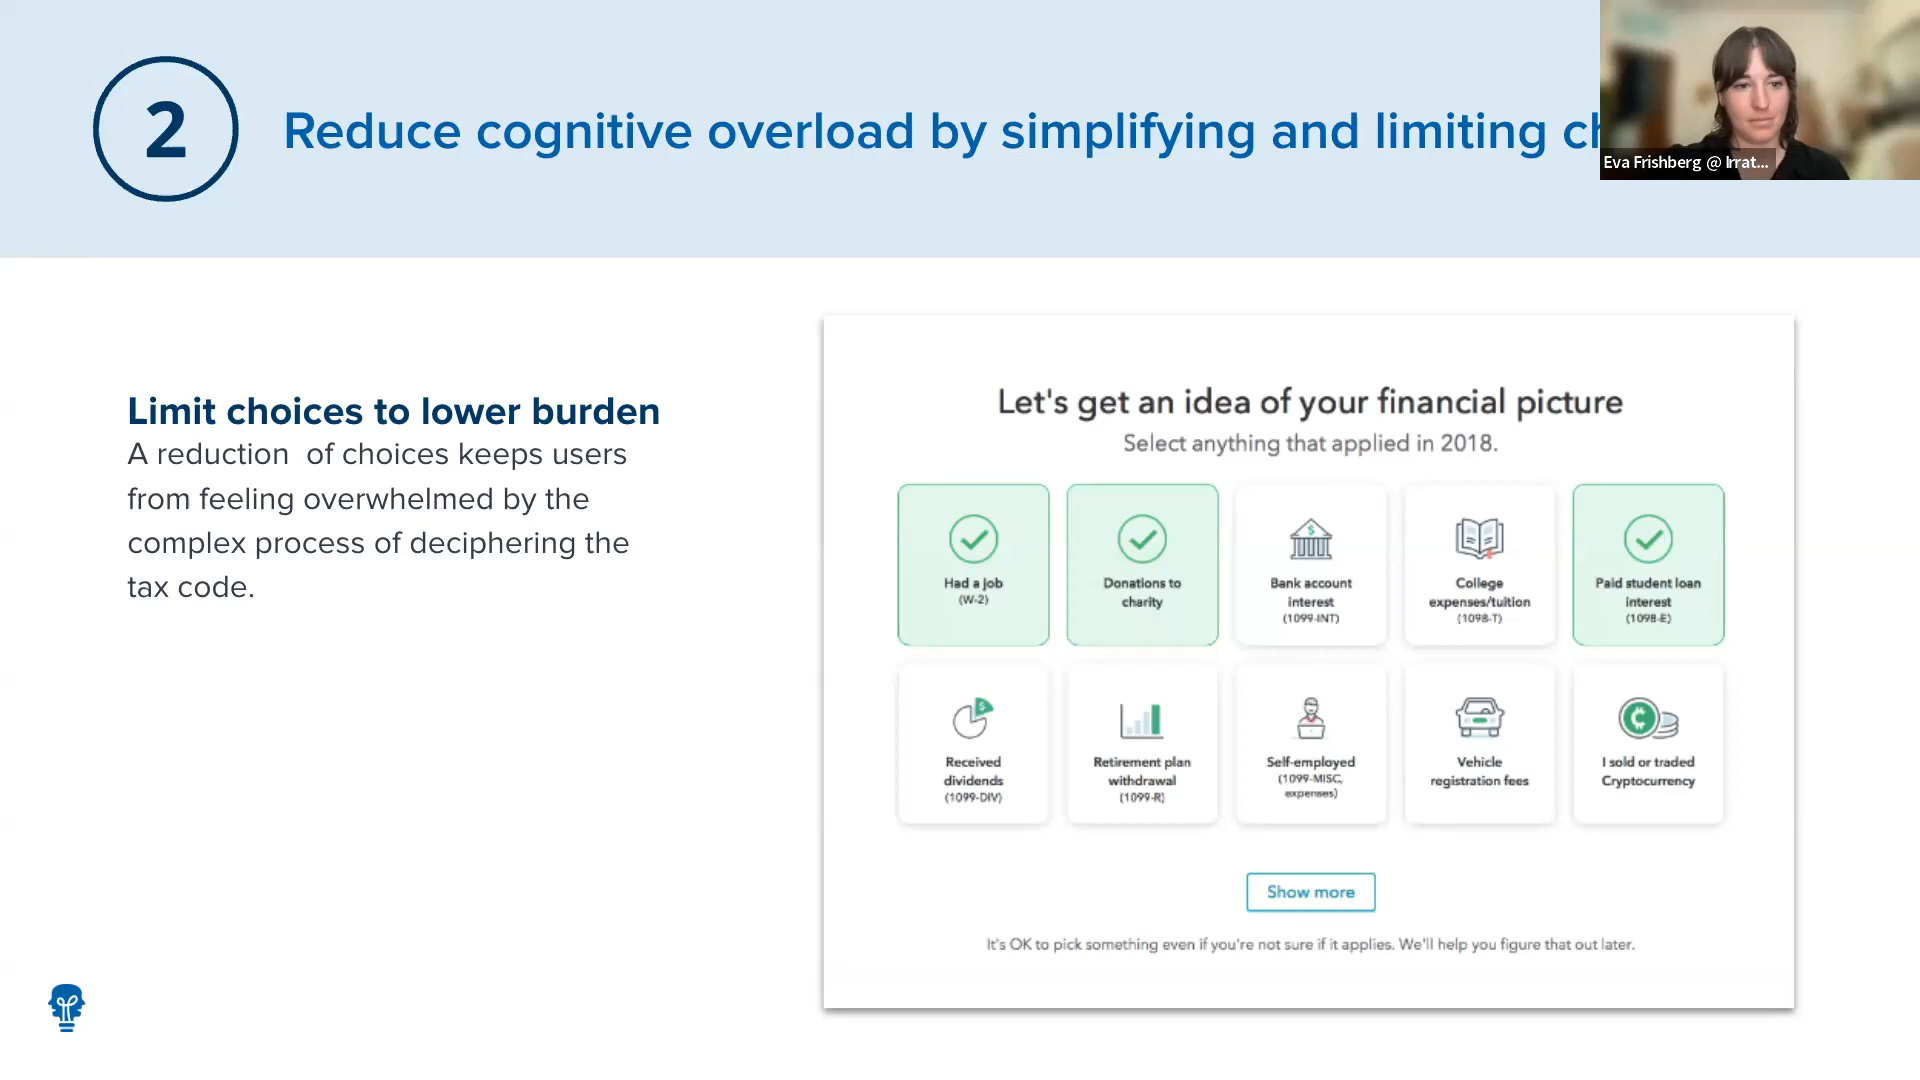 2
Reduce cognitive overload by simplifying and limiting
Eva Frishberg @ Irrat...
Limit choices to lower burden
A reduction of choices keeps users
from feeling overwhelmed by the
complex process of deciphering the
tax code.
Let's get an idea of your financial picture
Select anything that applied in 2018.
Had a job
(W-2)
Donations to
charity
Bank account
interest
(1099-INT)
College
expenses/tuition
(1098-T)
Paid student loan
interest
(1098-E)
Received
dividends
(1099-DIV)
Retirement plan
withdrawal
(1099-R)
Self-employed
(1099-MISC,
expenses)
Vehicle
registration fees
I sold or traded
Cryptocurrency
Show more
It's OK to pick something even if you're not sure if it applies. We'll help you figure that out later.